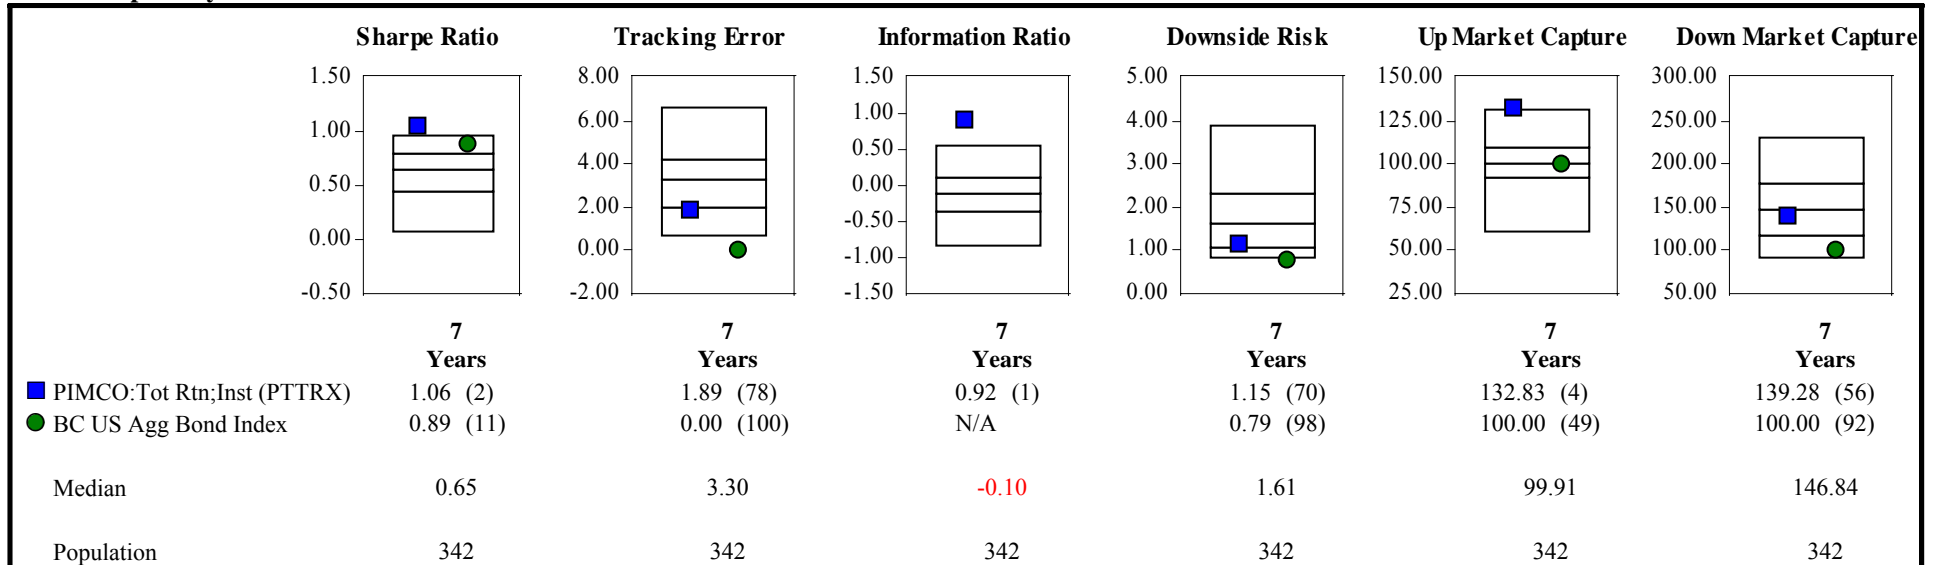 Sharpe Ratio Tracking Error Information Ratio Downside Risk Up Market Capture Down Market Capture
1.50 8.00 1.50 5.00 150.00 300.00
1.00 6.00 1.00 4.00 125.00 250.00
0.50 4.00 0.50 3.00 100.00 200.00
0.00 2.00 0.00 2.00 75.00 150.00
-0.50 0.00 -0.50 1.00 50.00 100.00
-2.00 -1.00 0.00 25.00 50.00
-1.50
7 7 7 7 7 7
Years Years Years Years Years Years
PIMCO:Tot Rtn;Inst (PTTRX) 1.06 (2) 1.89 (78) 0.92 (1) 1.15 (70) 132.83 (4) 139.28 (56)
BC US Agg Bond Index 0.89 (11) 0.00 (100) N/A 0.79 (98) 100.00 (49) 100.00 (92)
Median 0.65 3.30 -0.10 1.61 99.91 146.84
Population 342 342 342 342 342 342